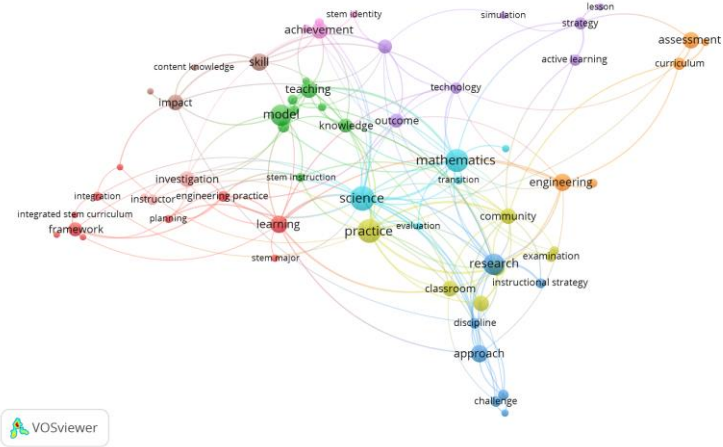 lesson
stem identity
simulation
strategy
achievement
assessment
active learning
skill
curriculum
content knowledge
teaching
technology
impact
model
outcome
knowledge
mathematics
stem instruction
transition
investigation
engineering
integration
instructor
engineering practice
science
integrated stem curriculum
planning
community
framework
learning
practice
evaluation
stem major
research
examination
instructional strategy
classroom
discipline
approach
challenge
VOSviewer